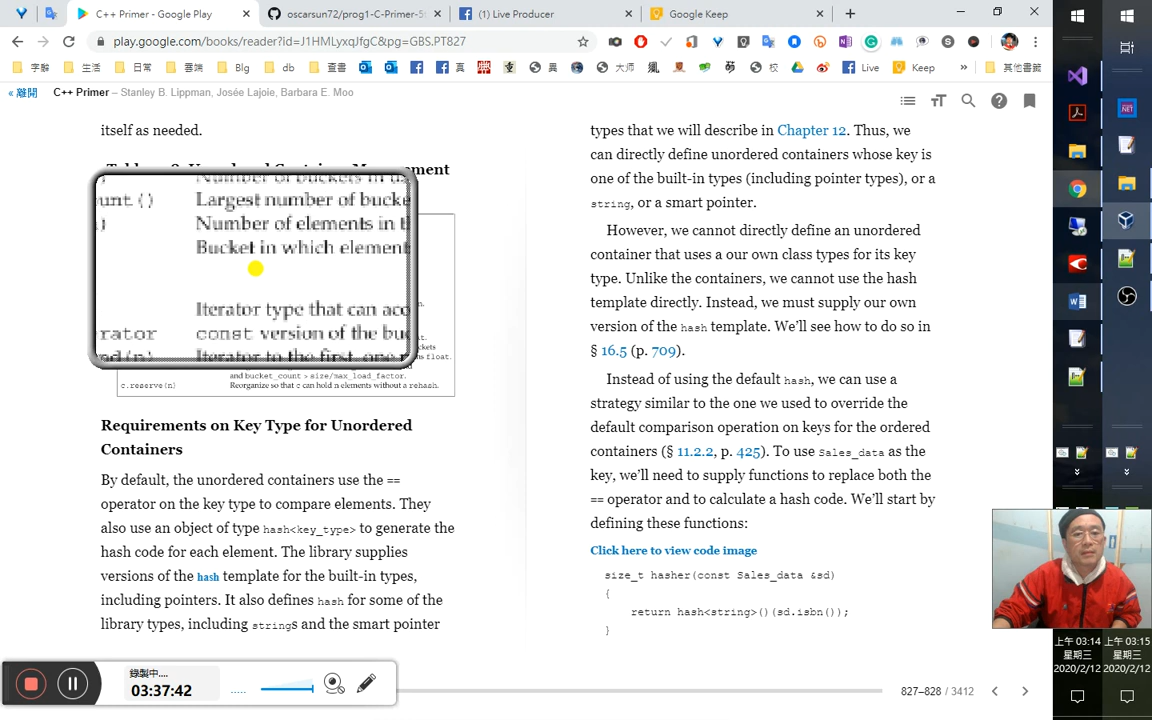 C++ Primer - Google Play
oscarsun72/prog1-C-Primer-5
(1) Live Producer
Google Keep
play.google.com/books/reader?id=J1HMLyxqJfgC&pg=GBS.PT827
字辭
生活
日常
雲端
Blg
db
查書
異
大师
校
Live
Keep
»
其他書籤
« 離開
C++ Primer – Stanley B. Lippman, Josée Lajoie, Barbara E. Moo
itself as needed.
unt()
Largest number of bucke
Number of elements in t
Bucket in which element
Iterator type that can acc
rator
const version of the buc
Iterator to the first, one
and bucket_count > size/max_load_factor.
c.reserve(n)
Reorganize so that c can hold n elements without a rehash.
Requirements on Key Type for Unordered
Containers
By default, the unordered containers use the ==
operator on the key type to compare elements. They
also use an object of type hash<key_type> to generate the
hash code for each element. The library supplies
versions of the hash template for the built-in types,
including pointers. It also defines hash for some of the
library types, including strings and the smart pointer
types that we will describe in Chapter 12. Thus, we
can directly define unordered containers whose key is
one of the built-in types (including pointer types), or a
string, or a smart pointer.
However, we cannot directly define an unordered
container that uses a our own class types for its key
type. Unlike the containers, we cannot use the hash
template directly. Instead, we must supply our own
version of the hash template. We’ll see how to do so in
§ 16.5 (p. 709).
Instead of using the default hash, we can use a
strategy similar to the one we used to override the
default comparison operation on keys for the ordered
containers (§ 11.2.2, p. 425). To use Sales_data as the
key, we’ll need to supply functions to replace both the
== operator and to calculate a hash code. We’ll start by
defining these functions:
Click here to view code image
size_t hasher(const Sales_data &sd)
{
return hash<string>()(sd.isbn());
}
錄製中....
03:37:42
827–828 / 3412
上午 03:14
星期三
2020/2/12
上午 03:15
星期三
2020/2/12